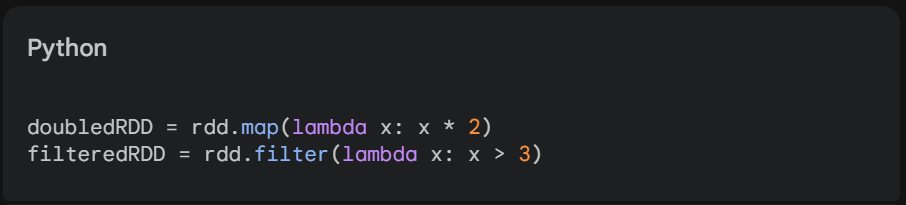 Python
doubledRDD = rdd.map(lambda x: x * 2)
filteredRDD = rdd.filter(lambda x: x > 3)